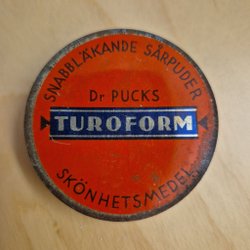 SNABBLÄKANDE SÅRPUDER
Dr PUCKS
TUROFORM
SKÖNHETSMEDEL